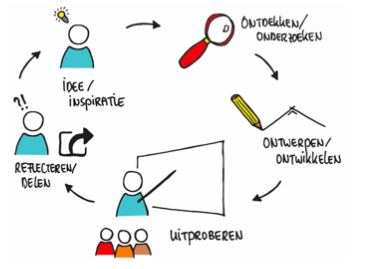 IDEE/
INSPIRATIE
ONTDEKKEN/
ONDERZOEKEN
ONTWERPEN/
ONTWIKKELEN
UITPROBEREN
REFLECTEREN/
DELEN
?!